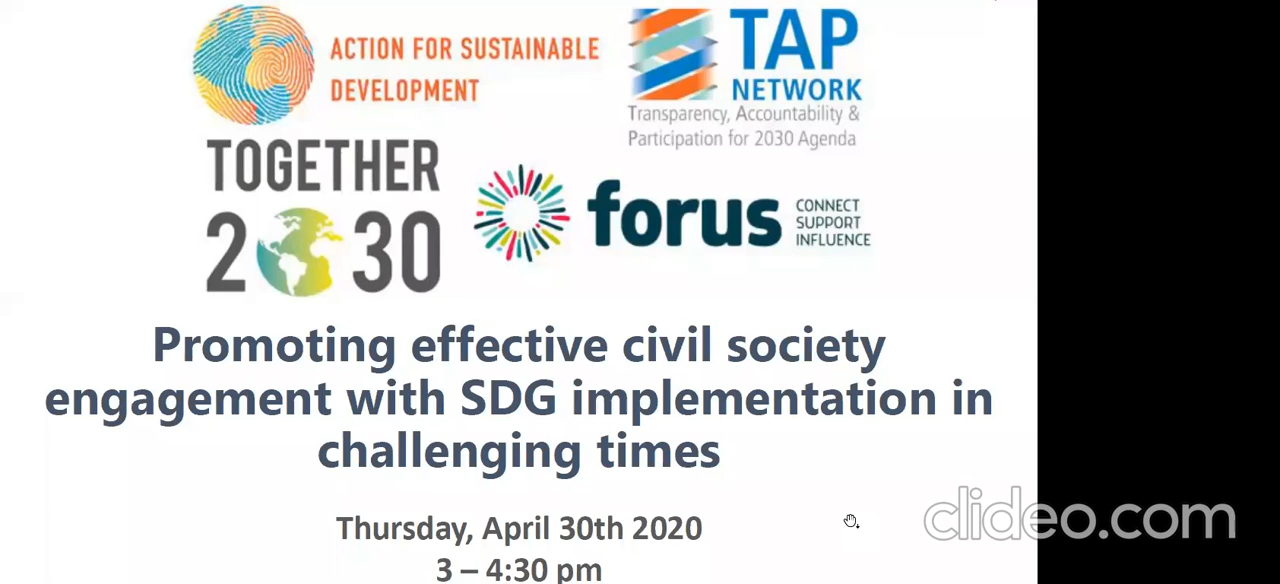 ACTION FOR SUSTAINABLE
DEVELOPMENT
TAP
NETWORK
Transparency, Accountability &
Participation for 2030 Agenda
TOGETHER
2030
forus
CONNECT
SUPPORT
INFLUENCE
Promoting effective civil society
engagement with SDG implementation in
challenging times
Thursday, April 30th 2020
3 – 4:30 pm
clideo.com